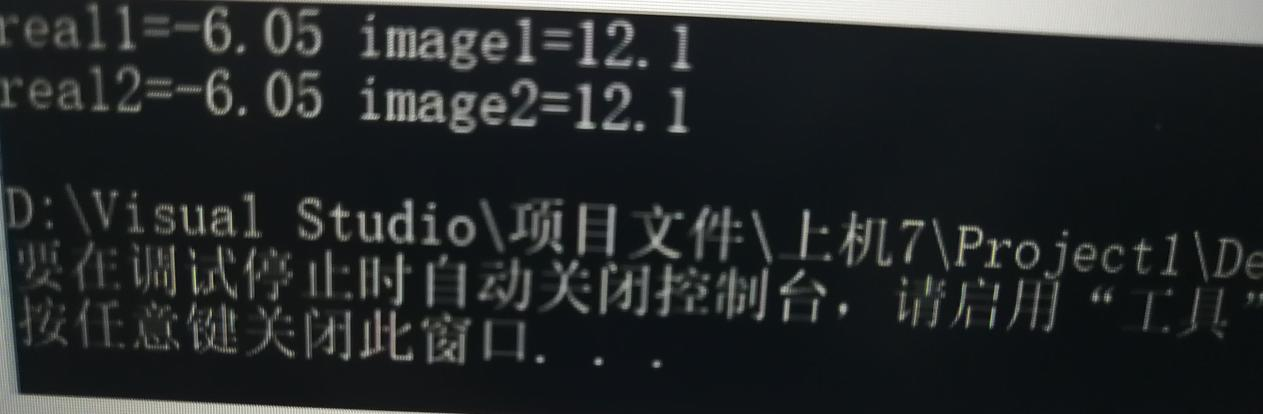 real1=-6.05 image1=12.1
real2=-6.05 image2=12.1
D:\Visual Studio\项目文件\上机7\Project1\De
要在调试停止时自动关闭控制台，请启用“工具”
按任意键关闭此窗口. . .